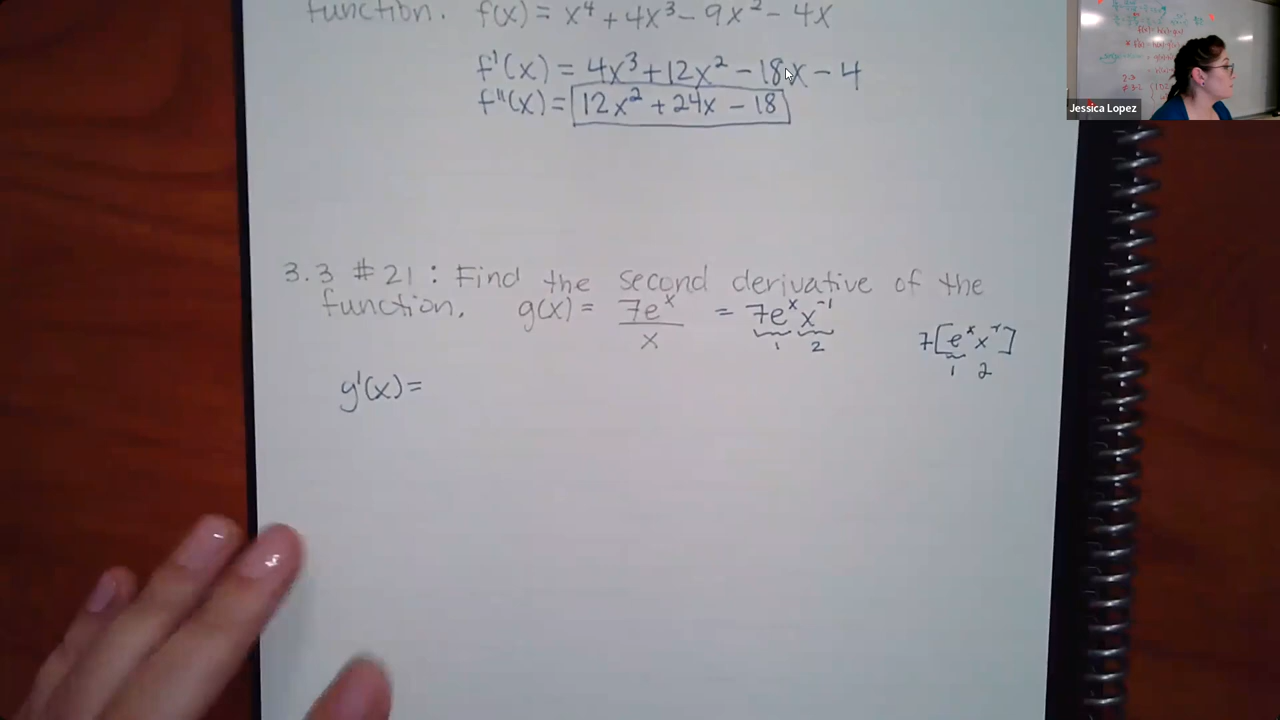 function. f(x) = x⁴ + 4x³ - 9x² - 4x
f'(x) = 4x³ + 12x² - 18x - 4
f''(x) = 12x² + 24x - 18
Jessica Lopez
3.3 #21 : Find the second derivative of the
function. g(x) = 7eˣ/x = 7eˣx⁻¹
1 2
7[eˣx⁻¹]
1 2
g'(x) =